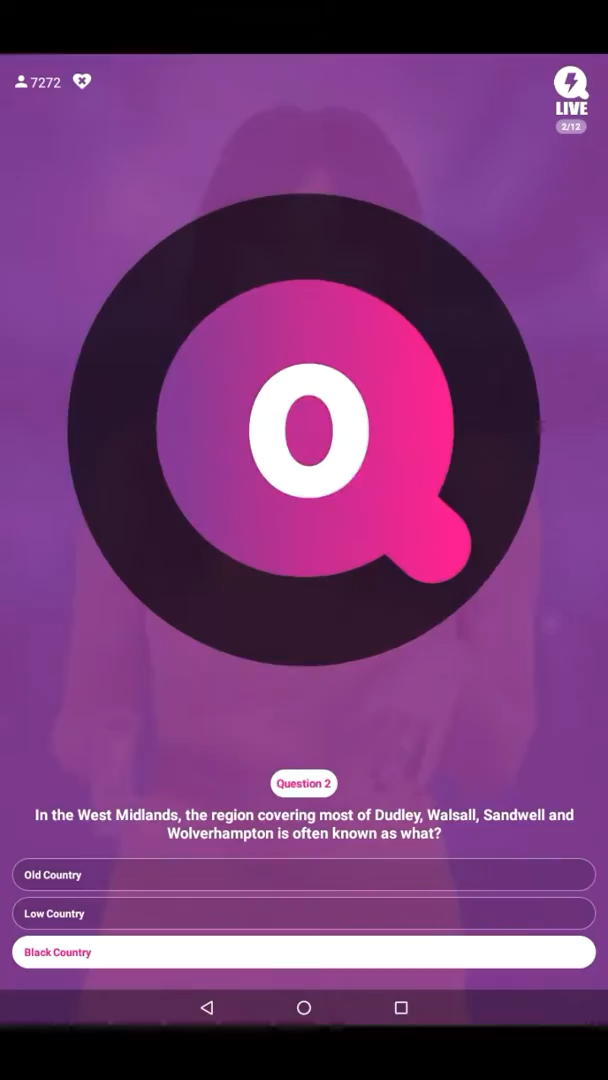 7272
LIVE
2/12
0
Question 2
In the West Midlands, the region covering most of Dudley, Walsall, Sandwell and
Wolverhampton is often known as what?
Old Country
Low Country
Black Country